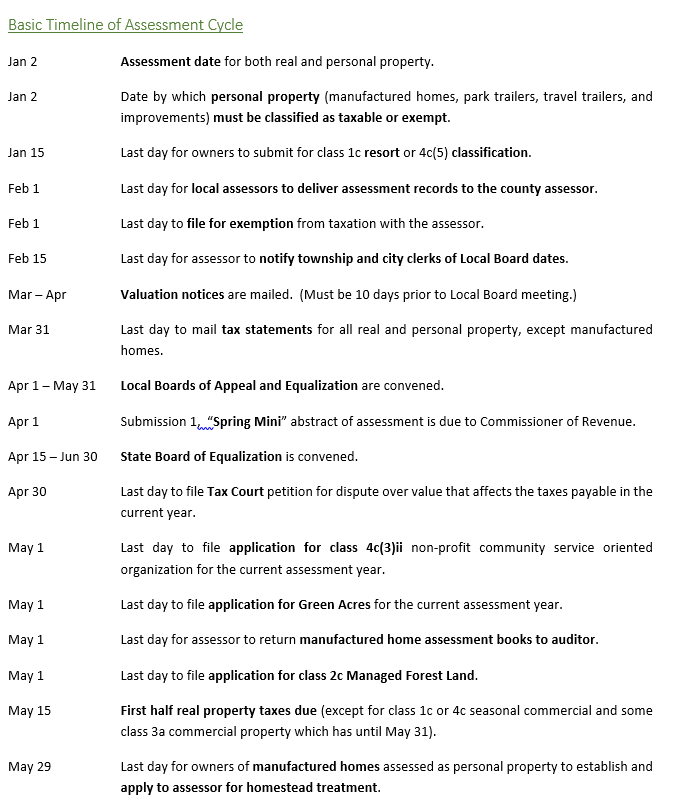 Basic Timeline of Assessment Cycle
Jan 2 Assessment date for both real and personal property.
Jan 2 Date by which personal property (manufactured homes, park trailers, travel trailers, and
improvements) must be classified as taxable or exempt.
Jan 15 Last day for owners to submit for class 1c resort or 4c(5) classification.
Feb 1 Last day for local assessors to deliver assessment records to the county assessor.
Feb 1 Last day to file for exemption from taxation with the assessor.
Feb 15 Last day for assessor to notify township and city clerks of Local Board dates.
Mar – Apr Valuation notices are mailed. (Must be 10 days prior to Local Board meeting.)
Mar 31 Last day to mail tax statements for all real and personal property, except manufactured
homes.
Apr 1 – May 31 Local Boards of Appeal and Equalization are convened.
Apr 1 Submission 1, “Spring Mini” abstract of assessment is due to Commissioner of Revenue.
Apr 15 – Jun 30 State Board of Equalization is convened.
Apr 30 Last day to file Tax Court petition for dispute over value that affects the taxes payable in the
current year.
May 1 Last day to file application for class 4c(3)ii non-profit community service oriented
organization for the current assessment year.
May 1 Last day to file application for Green Acres for the current assessment year.
May 1 Last day for assessor to return manufactured home assessment books to auditor.
May 1 Last day to file application for class 2c Managed Forest Land.
May 15 First half real property taxes due (except for class 1c or 4c seasonal commercial and some
class 3a commercial property which has until May 31).
May 29 Last day for owners of manufactured homes assessed as personal property to establish and
apply to assessor for homestead treatment.